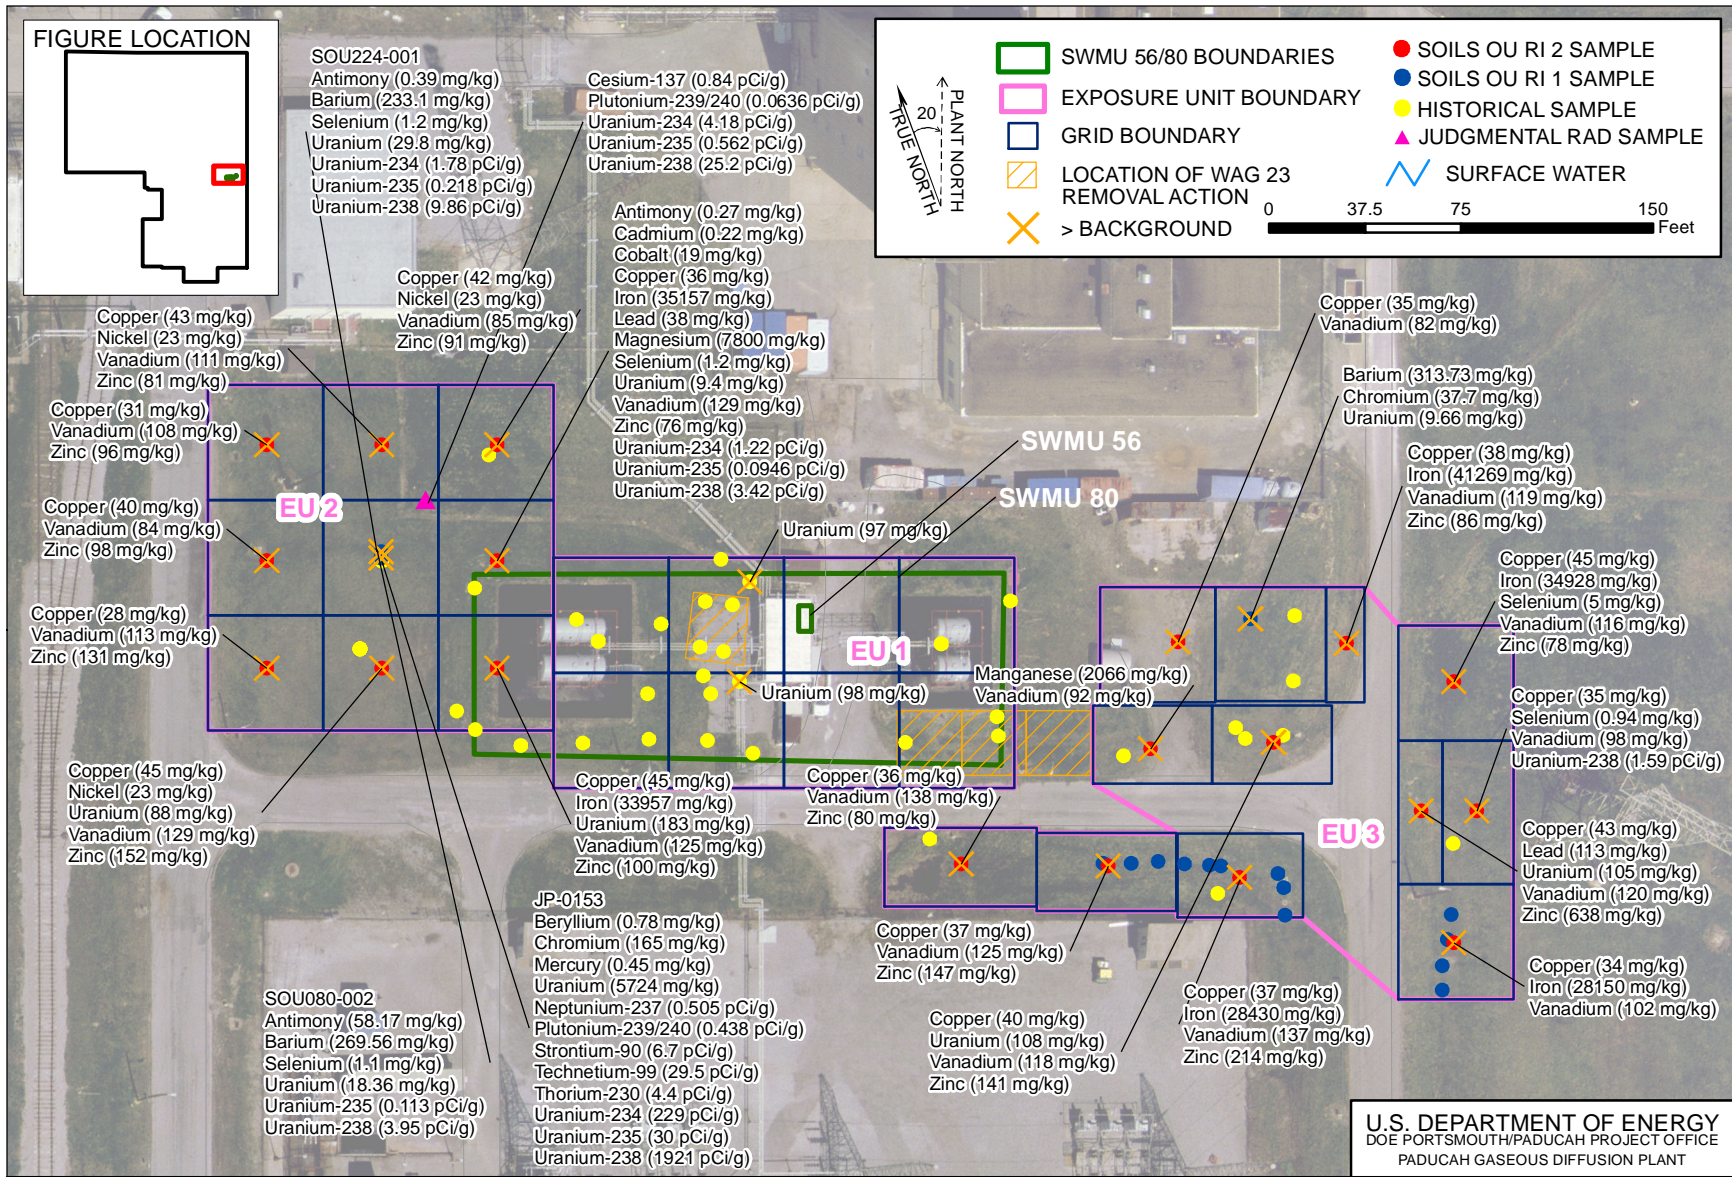 FIGURE LOCATION
SOU224-001
Antimony (0.39 mg/kg)
Barium (233.1 mg/kg)
Selenium (1.2 mg/kg)
Uranium (29.8 mg/kg)
Uranium-234 (1.78 pCi/g)
Uranium-235 (0.218 pCi/g)
Uranium-238 (9.86 pCi/g)
Cesium-137 (0.84 pCi/g)
Plutonium-239/240 (0.0636 pCi/g)
Uranium-234 (4.18 pCi/g)
Uranium-235 (0.562 pCi/g)
Uranium-238 (25.2 pCi/g)
TRUE NORTH
20
PLANT NORTH
SWMU 56/80 BOUNDARIES
EXPOSURE UNIT BOUNDARY
GRID BOUNDARY
LOCATION OF WAG 23
REMOVAL ACTION
> BACKGROUND
SOILS OU RI 2 SAMPLE
SOILS OU RI 1 SAMPLE
HISTORICAL SAMPLE
JUDGMENTAL RAD SAMPLE
SURFACE WATER
0 37.5 75 150
Feet
Antimony (0.27 mg/kg)
Cadmium (0.22 mg/kg)
Cobalt (19 mg/kg)
Copper (36 mg/kg)
Iron (35157 mg/kg)
Lead (38 mg/kg)
Magnesium (7800 mg/kg)
Selenium (1.2 mg/kg)
Uranium (9.4 mg/kg)
Vanadium (129 mg/kg)
Zinc (76 mg/kg)
Uranium-234 (1.22 pCi/g)
Uranium-235 (0.0946 pCi/g)
Uranium-238 (3.42 pCi/g)
Copper (42 mg/kg)
Nickel (23 mg/kg)
Vanadium (85 mg/kg)
Zinc (91 mg/kg)
Copper (43 mg/kg)
Nickel (23 mg/kg)
Vanadium (111 mg/kg)
Zinc (81 mg/kg)
Copper (31 mg/kg)
Vanadium (108 mg/kg)
Zinc (96 mg/kg)
Copper (40 mg/kg)
Vanadium (84 mg/kg)
Zinc (98 mg/kg)
Copper (28 mg/kg)
Vanadium (113 mg/kg)
Zinc (131 mg/kg)
EU 2
SWMU 56
SWMU 80
Uranium (97 mg/kg)
EU 1
Uranium (98 mg/kg)
Manganese (2066 mg/kg)
Vanadium (92 mg/kg)
Copper (35 mg/kg)
Vanadium (82 mg/kg)
Barium (313.73 mg/kg)
Chromium (37.7 mg/kg)
Uranium (9.66 mg/kg)
Copper (38 mg/kg)
Iron (41269 mg/kg)
Vanadium (119 mg/kg)
Zinc (86 mg/kg)
Copper (45 mg/kg)
Iron (34928 mg/kg)
Selenium (5 mg/kg)
Vanadium (116 mg/kg)
Zinc (78 mg/kg)
Copper (35 mg/kg)
Selenium (0.94 mg/kg)
Vanadium (98 mg/kg)
Uranium-238 (1.59 pCi/g)
EU 3
Copper (43 mg/kg)
Lead (113 mg/kg)
Uranium (105 mg/kg)
Vanadium (120 mg/kg)
Zinc (638 mg/kg)
Copper (34 mg/kg)
Iron (28150 mg/kg)
Vanadium (102 mg/kg)
Copper (45 mg/kg)
Nickel (23 mg/kg)
Uranium (88 mg/kg)
Vanadium (129 mg/kg)
Zinc (152 mg/kg)
Copper (45 mg/kg)
Iron (33957 mg/kg)
Uranium (183 mg/kg)
Vanadium (125 mg/kg)
Zinc (100 mg/kg)
Copper (36 mg/kg)
Vanadium (138 mg/kg)
Zinc (80 mg/kg)
Copper (37 mg/kg)
Vanadium (125 mg/kg)
Zinc (147 mg/kg)
Copper (40 mg/kg)
Uranium (108 mg/kg)
Vanadium (118 mg/kg)
Zinc (141 mg/kg)
Copper (37 mg/kg)
Iron (28430 mg/kg)
Vanadium (137 mg/kg)
Zinc (214 mg/kg)
JP-0153
Beryllium (0.78 mg/kg)
Chromium (165 mg/kg)
Mercury (0.45 mg/kg)
Uranium (5724 mg/kg)
Neptunium-237 (0.505 pCi/g)
Plutonium-239/240 (0.438 pCi/g)
Strontium-90 (6.7 pCi/g)
Technetium-99 (29.5 pCi/g)
Thorium-230 (4.4 pCi/g)
Uranium-234 (229 pCi/g)
Uranium-235 (30 pCi/g)
Uranium-238 (1921 pCi/g)
SOU080-002
Antimony (58.17 mg/kg)
Barium (269.56 mg/kg)
Selenium (1.1 mg/kg)
Uranium (18.36 mg/kg)
Uranium-235 (0.113 pCi/g)
Uranium-238 (3.95 pCi/g)
U.S. DEPARTMENT OF ENERGY
DOE PORTSMOUTH/PADUCAH PROJECT OFFICE
PADUCAH GASEOUS DIFFUSION PLANT